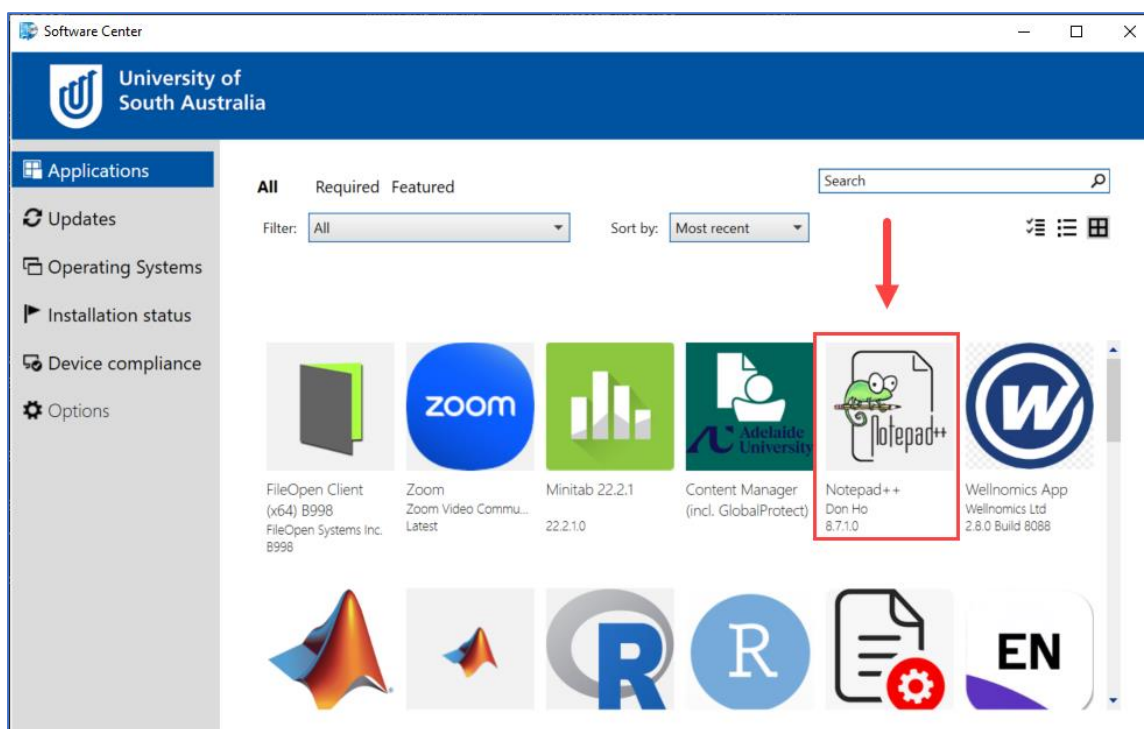 Software Center
University of
South Australia
Applications
Updates
Operating Systems
Installation status
Device compliance
Options
All Required Featured
Search
Filter: All Sort by: Most recent
zoom
Adelaide
University
Notepad++
W
FileOpen Client
(x64) B998
FileOpen Systems Inc.
B998
Zoom
Zoom Video Commu...
Latest
Minitab 22.2.1
22.2.1.0
Content Manager
(incl. GlobalProtect)
Notepad++
Don Ho
8.7.1.0
Wellnomics App
Wellnomics Ltd
2.8.0 Build 8088
R
R
EN